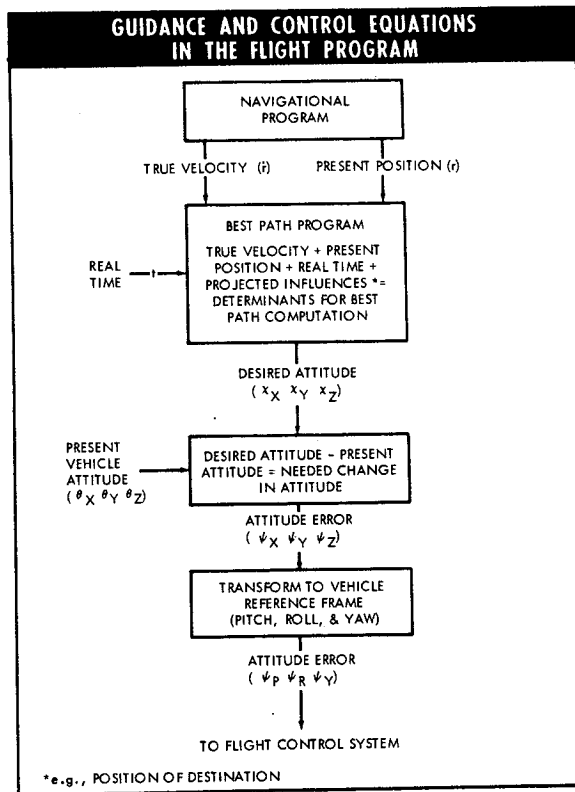 GUIDANCE AND CONTROL EQUATIONS
IN THE FLIGHT PROGRAM
NAVIGATIONAL
PROGRAM
TRUE VELOCITY (ṙ)
PRESENT POSITION (r)
BEST PATH PROGRAM
TRUE VELOCITY + PRESENT
POSITION + REAL TIME +
PROJECTED INFLUENCES *=
DETERMINANTS FOR BEST
PATH COMPUTATION
REAL
TIME
t
DESIRED ATTITUDE
( χX χY χZ )
PRESENT
VEHICLE
ATTITUDE
( θX θY θZ )
DESIRED ATTITUDE - PRESENT
ATTITUDE = NEEDED CHANGE
IN ATTITUDE
ATTITUDE ERROR
( ψX ψY ψZ )
TRANSFORM TO VEHICLE
REFERENCE FRAME
(PITCH, ROLL, & YAW)
ATTITUDE ERROR
( ψP ψR ψY )
TO FLIGHT CONTROL SYSTEM
*e.g., POSITION OF DESTINATION